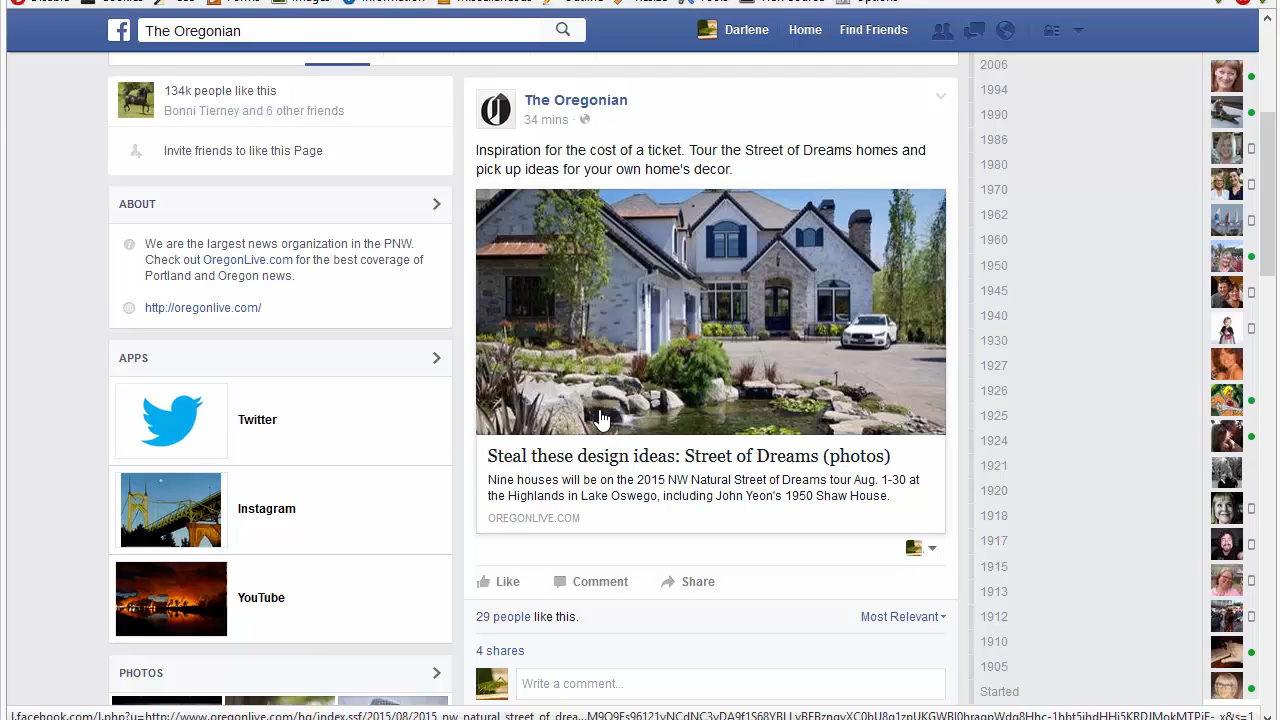 The Oregonian
Darlene
Home
Find Friends
134k people like this
Bonni Tierney and 6 other friends
Invite friends to like this Page
ABOUT
We are the largest news organization in the PNW.
Check out OregonLive.com for the best coverage of
Portland and Oregon news.
http://oregonlive.com/
APPS
Twitter
Instagram
YouTube
PHOTOS
The Oregonian
34 mins ·
Inspiration for the cost of a ticket. Tour the Street of Dreams homes and
pick up ideas for your own home's decor.
Steal these design ideas: Street of Dreams (photos)
Nine houses will be on the 2015 NW Natural Street of Dreams tour Aug. 1-30 at
the Highlands in Lake Oswego, including John Yeon's 1950 Shaw House.
OREGONLIVE.COM
Like
Comment
Share
29 people like this.
Most Relevant
4 shares
Write a comment...
1994
1980
1970
1962
1960
1945
1940
1930
1927
1926
1925
1924
1921
1918
1917
1915
1910
1905
Started